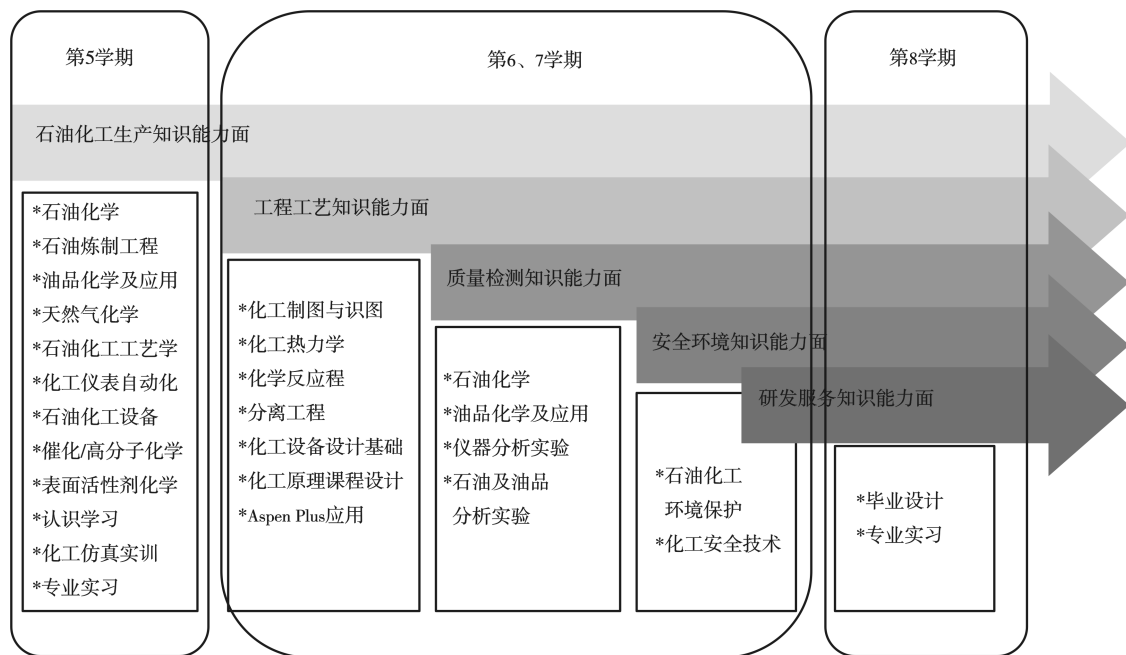 第5学期
第6、7学期
第8学期
石油化工生产知识能力面
工程工艺知识能力面
质量检测知识能力面
安全环境知识能力面
研发服务知识能力面
*石油化学
*石油炼制工程
*油品化学及应用
*天然气化学
*石油化工工艺学
*化工仪表自动化
*石油化工设备
*催化/高分子化学
*表面活性剂化学
*认识学习
*化工仿真实训
*专业实习
*化工制图与识图
*化工热力学
*化学反应程
*分离工程
*化工设备设计基础
*化工原理课程设计
*Aspen Plus应用
*石油化学
*油品化学及应用
*仪器分析实验
*石油及油品
分析实验
*石油化工
环境保护
*化工安全技术
*毕业设计
*专业实习